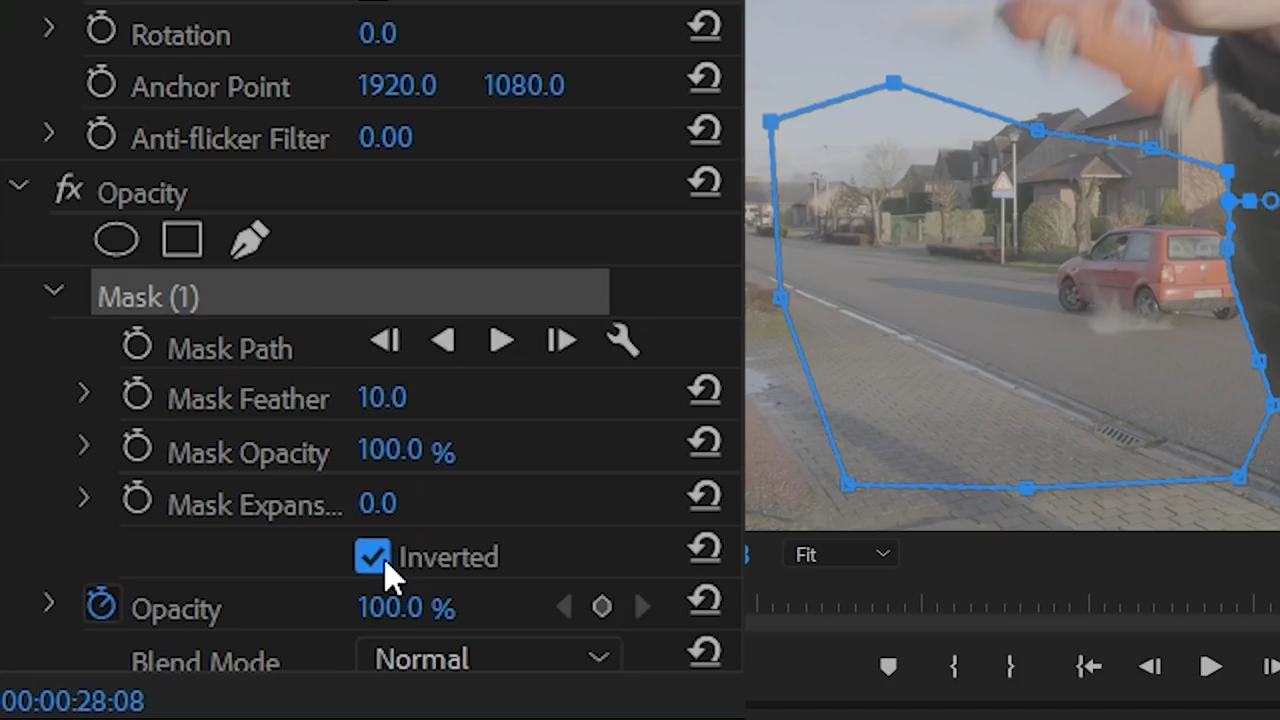 Rotation 0.0
Anchor Point 1920.0 1080.0
Anti-flicker Filter 0.00
fx Opacity
Mask (1)
Mask Path
Mask Feather 10.0
Mask Opacity 100.0 %
Mask Expans... 0.0
Inverted
Fit
Opacity 100.0 %
Blend Mode Normal
00:00:28:08